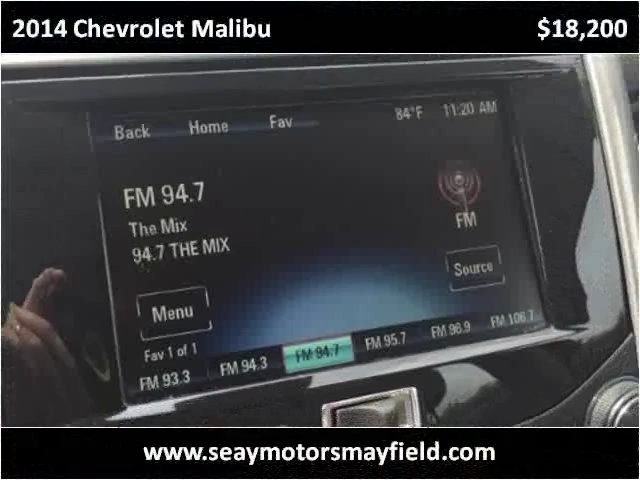 2014 Chevrolet Malibu $18,200
Back Home Fav 84°F 11:20 AM
FM 94.7
The Mix
94.7 THE MIX
FM
Source
Menu
Fav 1 of 1
FM 93.3 FM 94.3 FM 94.7 FM 95.7 FM 96.9 FM 106.7
www.seaymotorsmayfield.com